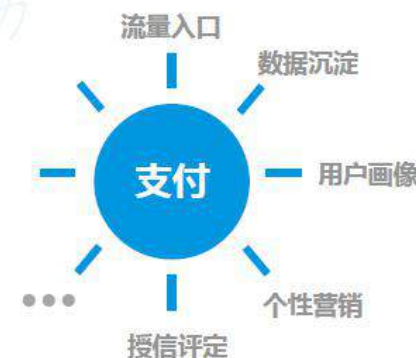 流量入口
数据沉淀
支付
用户画像
个性营销
授信评定